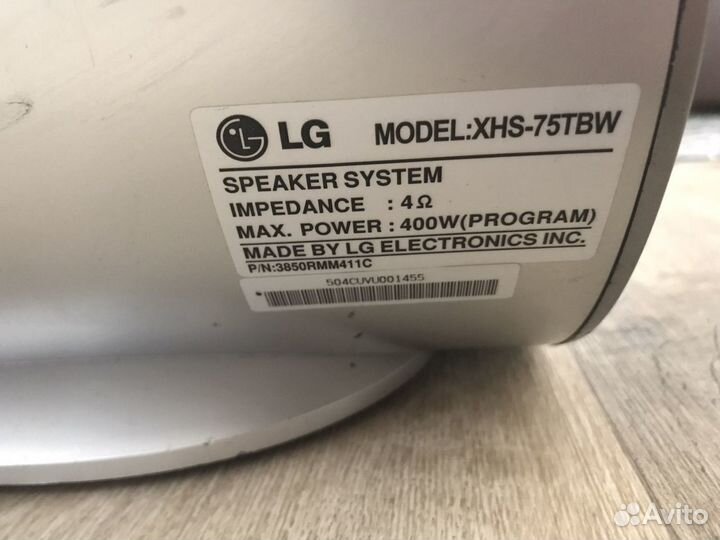 LG MODEL:XHS-75TBW
SPEAKER SYSTEM
IMPEDANCE : 4Ω
MAX. POWER : 400W(PROGRAM)
MADE BY LG ELECTRONICS INC.
P/N:3850RMM411C
504CUVU001455
Avito